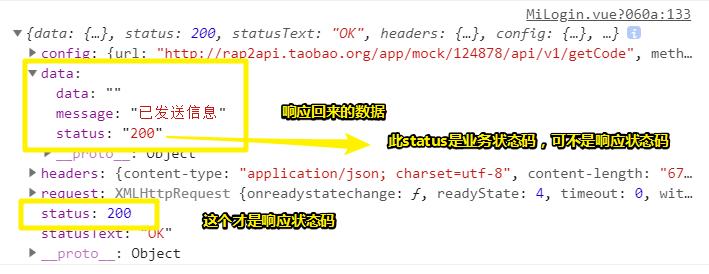 MiLogin.vue?060a:133
▼ {data: {…}, status: 200, statusText: "OK", headers: {…}, config: {…}, …} i
▶ config: {url: "http://rap2api.taobao.org/app/mock/124878/api/v1/getCode", meth…
▼ data:
data: ""
message: "已发送信息"
响应回来的数据
status: "200"
此status是业务状态码，可不是响应状态码
▶ __proto__: Object
▶ headers: {content-type: "application/json; charset=utf-8", content-length: "67…
▶ request: XMLHttpRequest {onreadystatechange: ƒ, readyState: 4, timeout: 0, wit…
status: 200
这个才是响应状态码
statusText: "OK"
▶ __proto__: Object